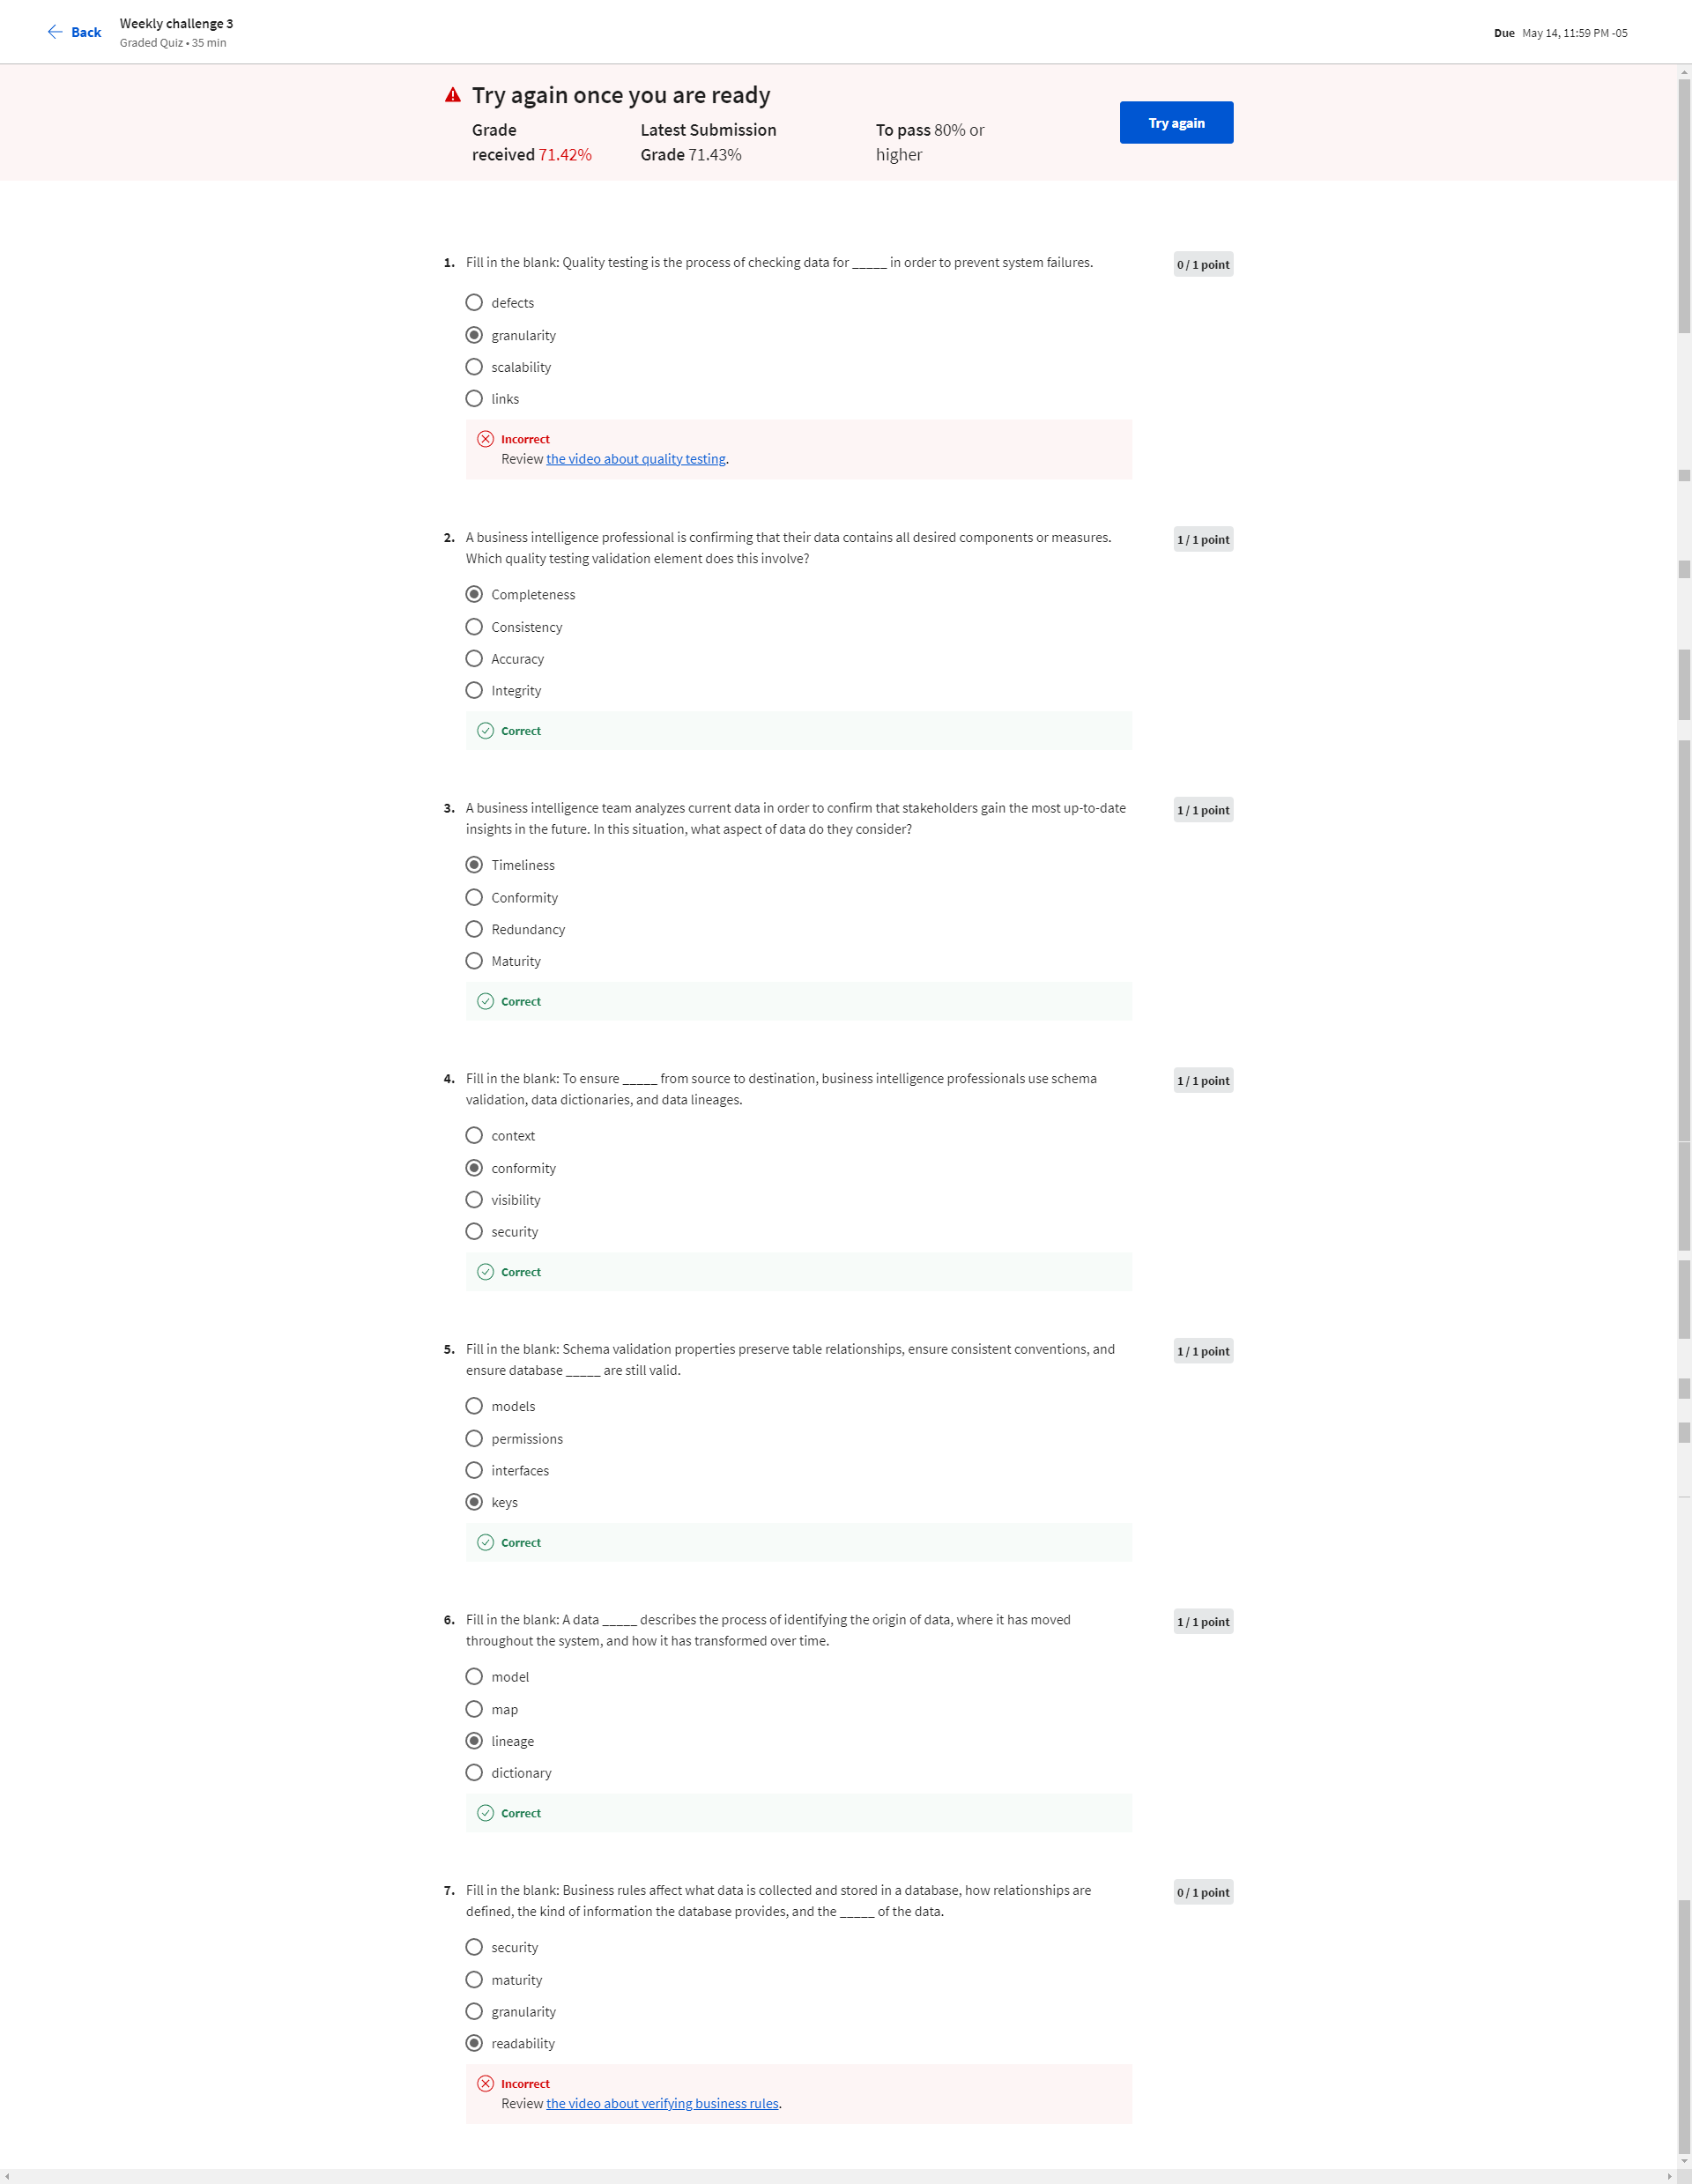 Back
Weekly challenge 3
Graded Quiz • 35 min
Due May 14, 11:59 PM -05
Try again once you are ready
Grade
received 71.42%
Latest Submission
Grade 71.43%
To pass 80% or
higher
Try again
1. Fill in the blank: Quality testing is the process of checking data for _____ in order to prevent system failures.
0 / 1 point
defects
granularity
scalability
links
Incorrect
Review the video about quality testing.
2. A business intelligence professional is confirming that their data contains all desired components or measures.
Which quality testing validation element does this involve?
1 / 1 point
Completeness
Consistency
Accuracy
Integrity
Correct
3. A business intelligence team analyzes current data in order to confirm that stakeholders gain the most up-to-date
insights in the future. In this situation, what aspect of data do they consider?
1 / 1 point
Timeliness
Conformity
Redundancy
Maturity
Correct
4. Fill in the blank: To ensure _____ from source to destination, business intelligence professionals use schema
validation, data dictionaries, and data lineages.
1 / 1 point
context
conformity
visibility
security
Correct
5. Fill in the blank: Schema validation properties preserve table relationships, ensure consistent conventions, and
ensure database _____ are still valid.
1 / 1 point
models
permissions
interfaces
keys
Correct
6. Fill in the blank: A data _____ describes the process of identifying the origin of data, where it has moved
throughout the system, and how it has transformed over time.
1 / 1 point
model
map
lineage
dictionary
Correct
7. Fill in the blank: Business rules affect what data is collected and stored in a database, how relationships are
defined, the kind of information the database provides, and the _____ of the data.
0 / 1 point
security
maturity
granularity
readability
Incorrect
Review the video about verifying business rules.